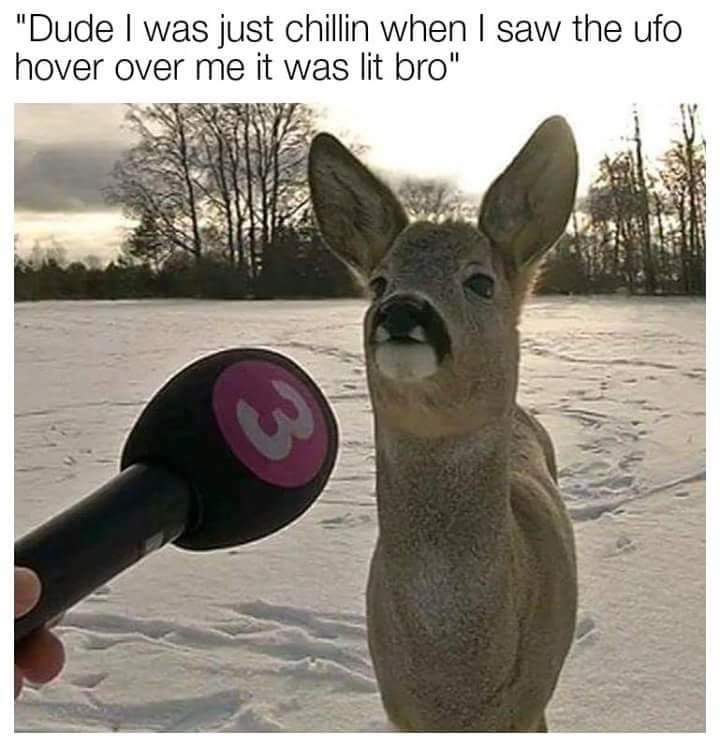 "Dude I was just chillin when I saw the ufo
hover over me it was lit bro"
3